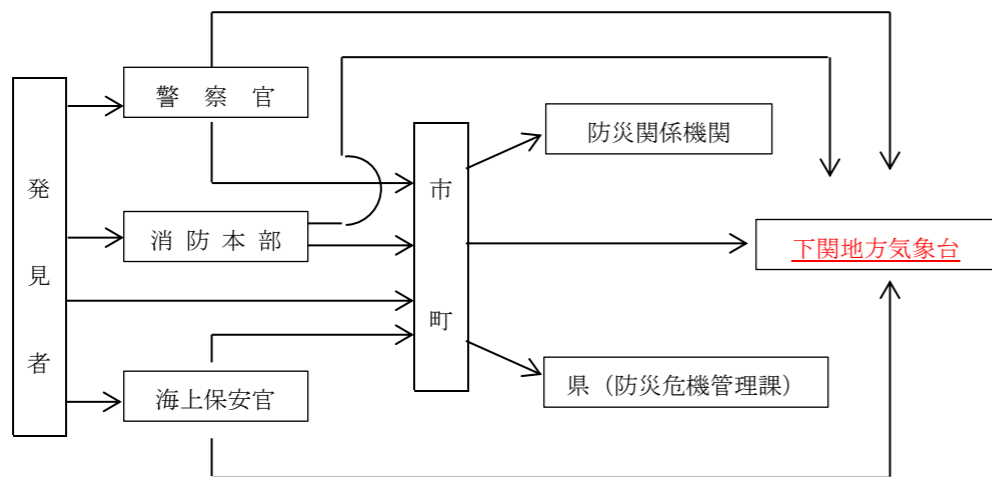 発見者
警察官
消防本部
海上保安官
市町
防災関係機関
下関地方気象台
県（防災危機管理課）